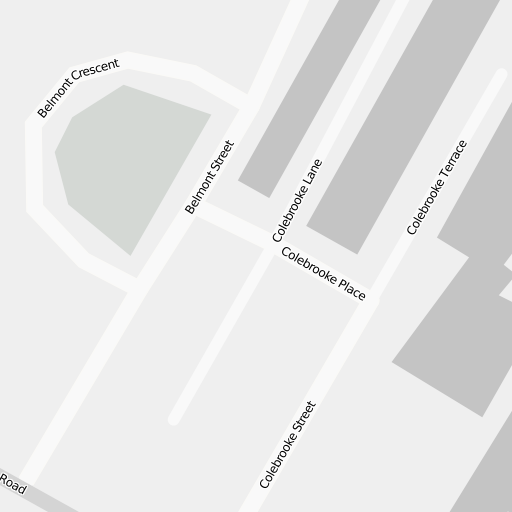 Belmont Crescent
Belmont Street
Colebrooke Lane
Colebrooke Terrace
Colebrooke Place
Colebrooke Street
Road